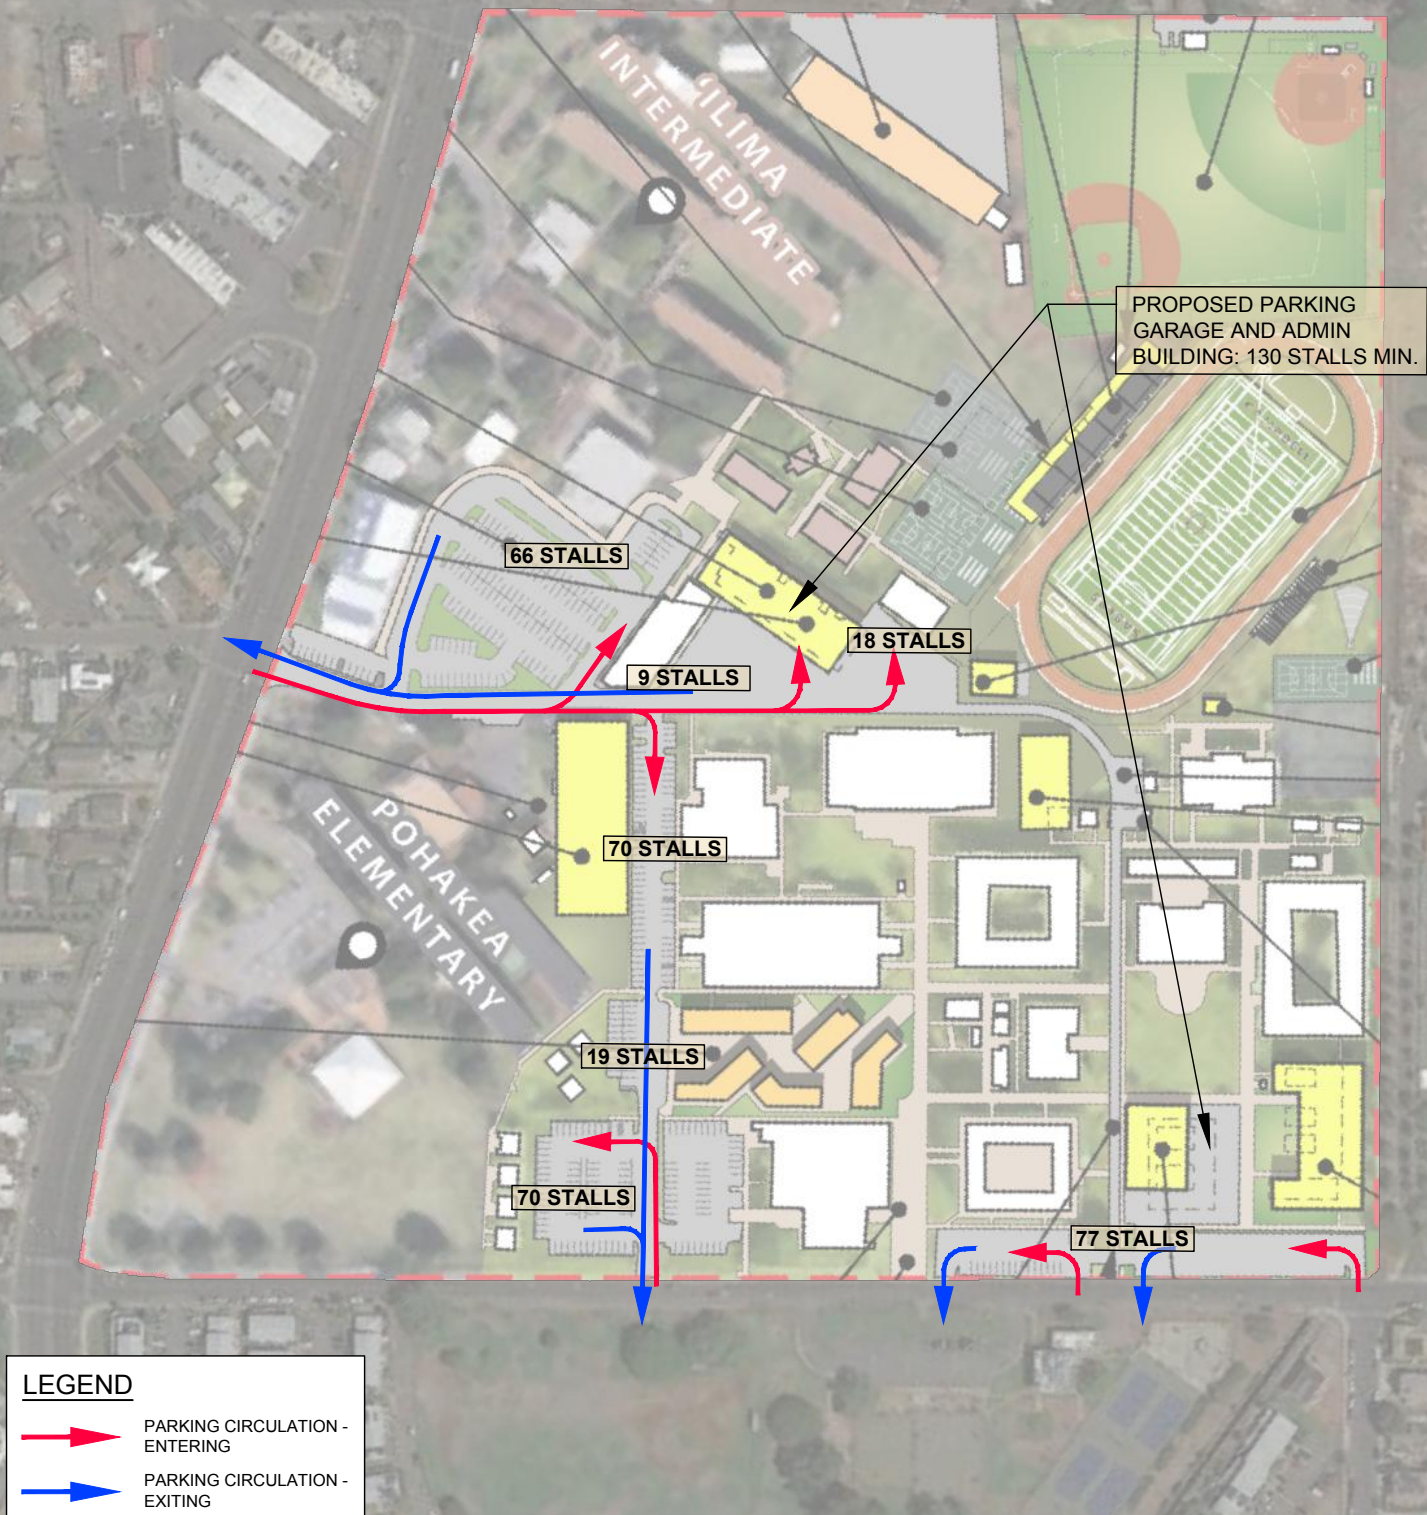 'ILIMA
INTERMEDIATE
PROPOSED PARKING
GARAGE AND ADMIN
BUILDING: 130 STALLS MIN.
66 STALLS
18 STALLS
9 STALLS
70 STALLS
POHAKEA
ELEMENTARY
19 STALLS
70 STALLS
77 STALLS
LEGEND
PARKING CIRCULATION -
ENTERING
PARKING CIRCULATION -
EXITING